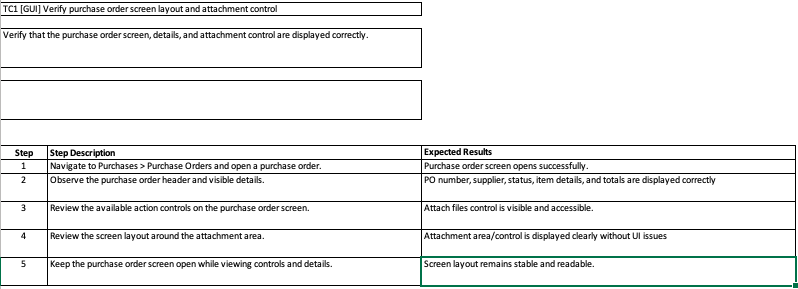 TC1 [GUI] Verify purchase order screen layout and attachment control
Verify that the purchase order screen, details, and attachment control are displayed correctly.
Step Step Description Expected Results
1 Navigate to Purchases > Purchase Orders and open a purchase order. Purchase order screen opens successfully.
2 Observe the purchase order header and visible details. PO number, supplier, status, item details, and totals are displayed correctly
3 Review the available action controls on the purchase order screen. Attach files control is visible and accessible.
4 Review the screen layout around the attachment area. Attachment area/control is displayed clearly without UI issues
5 Keep the purchase order screen open while viewing controls and details. Screen layout remains stable and readable.